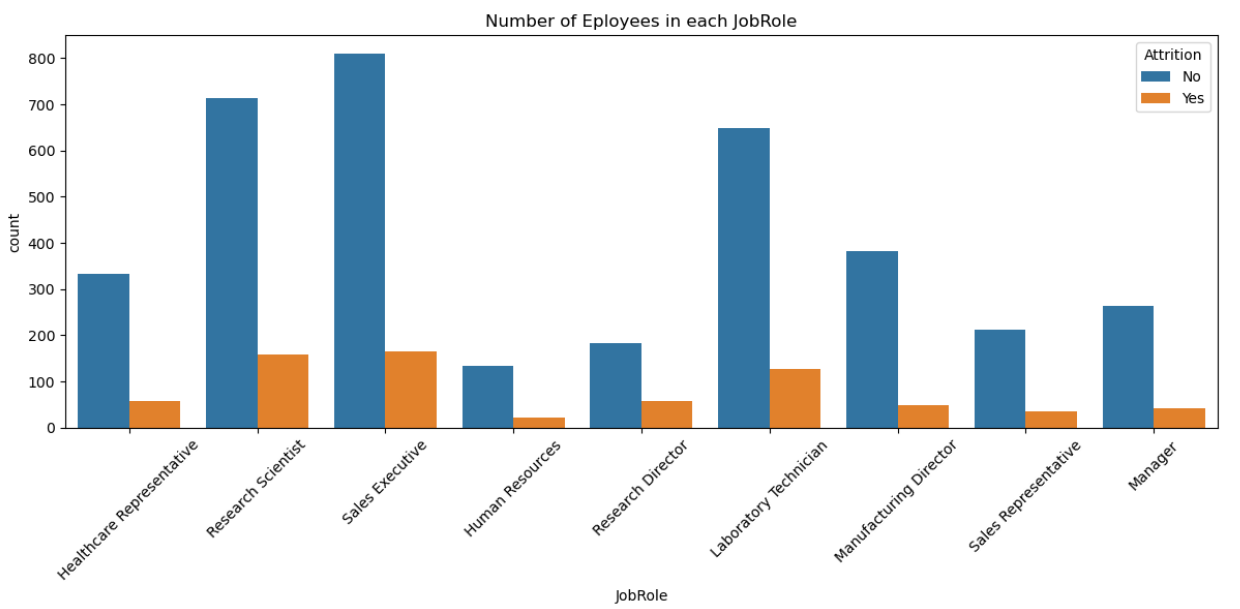 Number of Eployees in each JobRole
Attrition
No
Yes
count
800
700
600
500
400
300
200
100
0
Healthcare Representative
Research Scientist
Sales Executive
Human Resources
Research Director
Laboratory Technician
Manufacturing Director
Sales Representative
Manager
JobRole